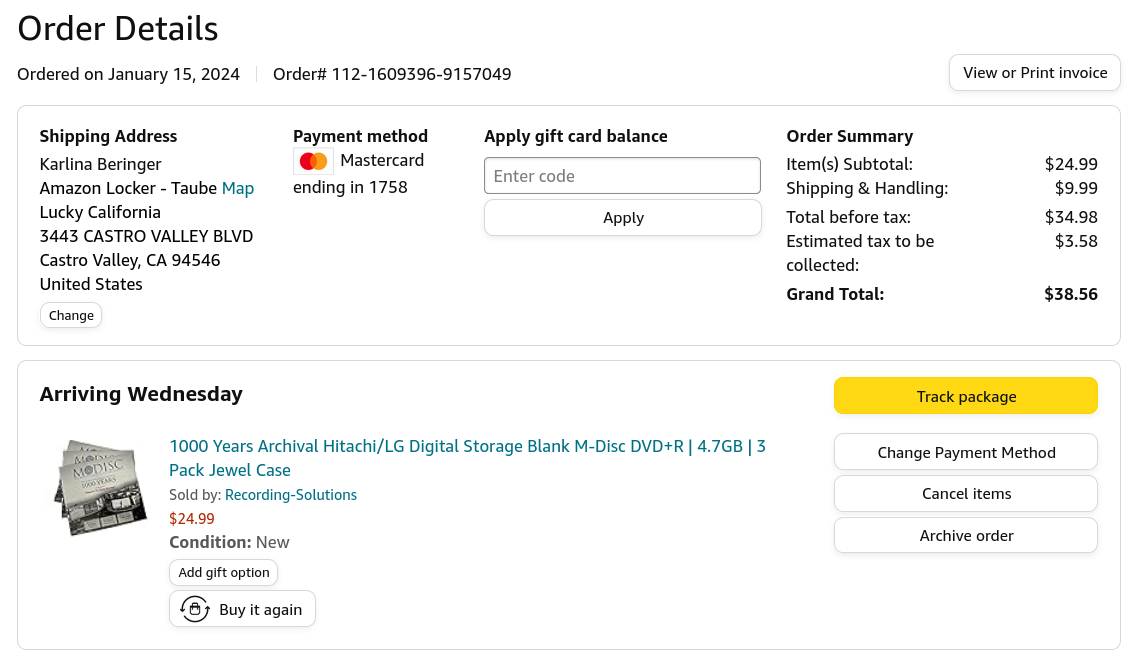 Order Details
Ordered on January 15, 2024
Order# 112-1609396-9157049
View or Print invoice
Shipping Address
Karlina Beringer
Amazon Locker - Taube Map
Lucky California
3443 CASTRO VALLEY BLVD
Castro Valley, CA 94546
United States
Change
Payment method
Mastercard
ending in 1758
Apply gift card balance
Enter code
Apply
Order Summary
Item(s) Subtotal: $24.99
Shipping & Handling: $9.99
Total before tax: $34.98
Estimated tax to be $3.58
collected:
Grand Total: $38.56
Arriving Wednesday
M-DISC
1000 YEARS
1000 Years Archival Hitachi/LG Digital Storage Blank M-Disc DVD+R | 4.7GB | 3
Pack Jewel Case
Sold by: Recording-Solutions
$24.99
Condition: New
Add gift option
Buy it again
Track package
Change Payment Method
Cancel items
Archive order